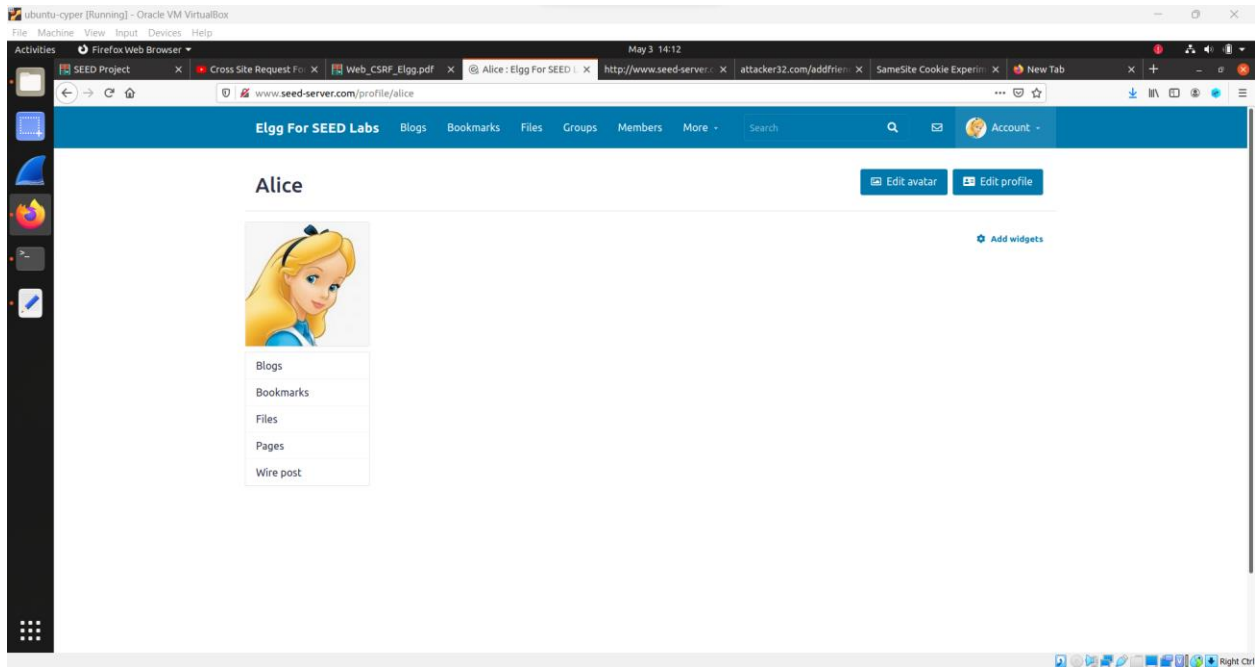 ubuntu-cyper [Running] - Oracle VM VirtualBox
File Machine View Input Devices Help
Activities Firefox Web Browser May 3 14:12
SEED Project Cross Site Request Fo Web_CSRF_Elgg.pdf Alice : Elgg For SEED L http://www.seed-server.c attacker32.com/addfrien SameSite Cookie Experim New Tab
www.seed-server.com/profile/alice
Elgg For SEED Labs Blogs Bookmarks Files Groups Members More Search Account
Alice Edit avatar Edit profile
Add widgets
Blogs
Bookmarks
Files
Pages
Wire post
Right Ctrl